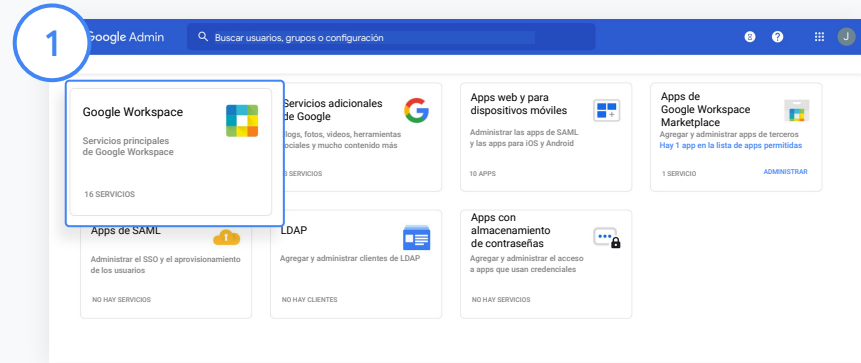 1
Google Admin
Buscar usuarios, grupos o configuración
8
?
J
Google Workspace
Servicios principales
de Google Workspace
16 SERVICIOS
Servicios adicionales
de Google
fotos, videos, herramientas
y mucho contenido más
SERVICIOS
Apps web y para
dispositivos móviles
Administrar las apps de SAML
y las apps para iOS y Android
10 APPS
Apps de
Google Workspace
Marketplace
Agregar y administrar apps de terceros
Hay 1 app en la lista de apps permitidas
1 SERVICIO
ADMINISTRAR
Apps de SAML
Administrar el SSO y el aprovisionamiento
de los usuarios
NO HAY SERVICIOS
LDAP
Agregar y administrar clientes de LDAP
NO HAY CLIENTES
Apps con
almacenamiento
de contraseñas
Agregar y administrar el acceso
a apps que usan credenciales
NO HAY SERVICIOS